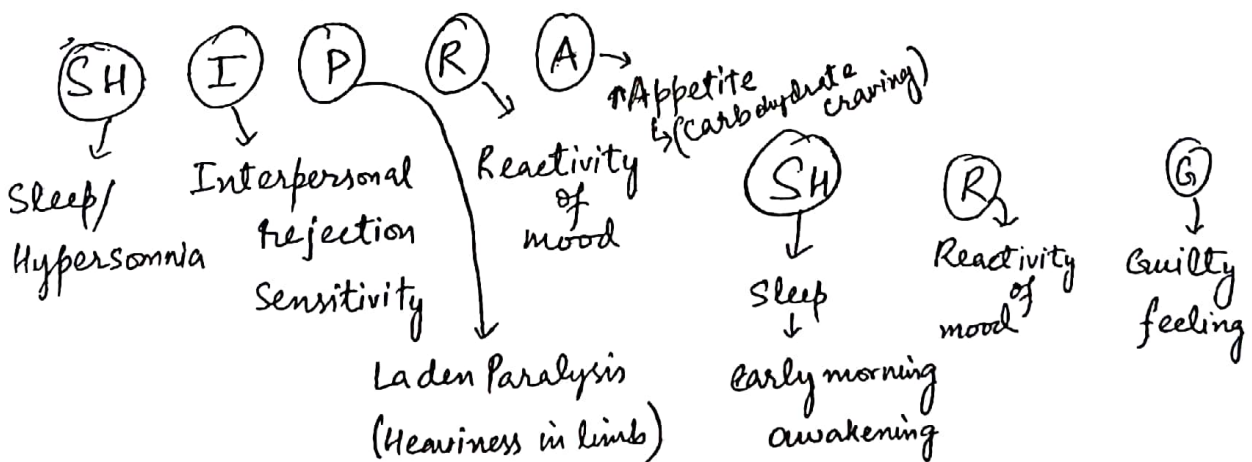 SH I P R A → ↑Appetite
↳(Carbohydrate craving)
Sleep/
Hypersomnia
Interpersonal
rejection
Sensitivity
Laden Paralysis
(Heaviness in limb)
Reactivity
of
mood
SH R G
Sleep
↓
Early morning
awakening
Reactivity
of
mood
Guilty
feeling